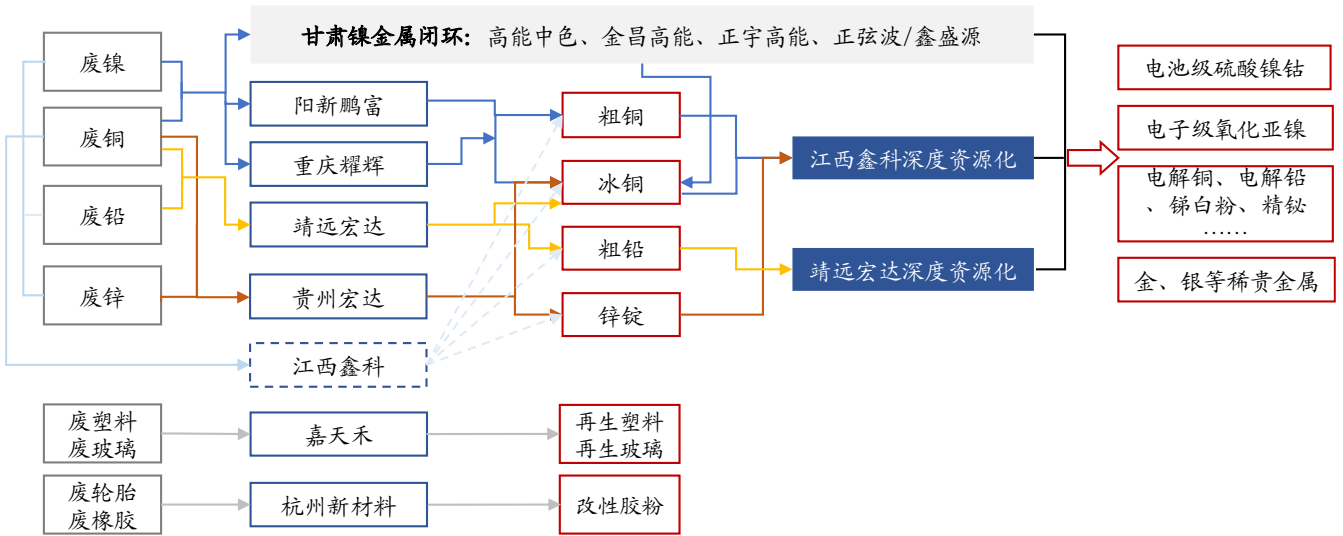 甘肃镍金属闭环：高能中色、金昌高能、正宇高能、正弦波/鑫盛源
废镍
废铜
废铅
废锌
阳新鹏富
重庆耀辉
靖远宏达
贵州宏达
江西鑫科
粗铜
冰铜
粗铅
锌锭
江西鑫科深度资源化
靖远宏达深度资源化
电池级硫酸镍钴
电子级氧化亚镍
电解铜、电解铅
、锑白粉、精铋
……
金、银等稀贵金属
废塑料
废玻璃
嘉天禾
再生塑料
再生玻璃
废轮胎
废橡胶
杭州新材料
改性胶粉